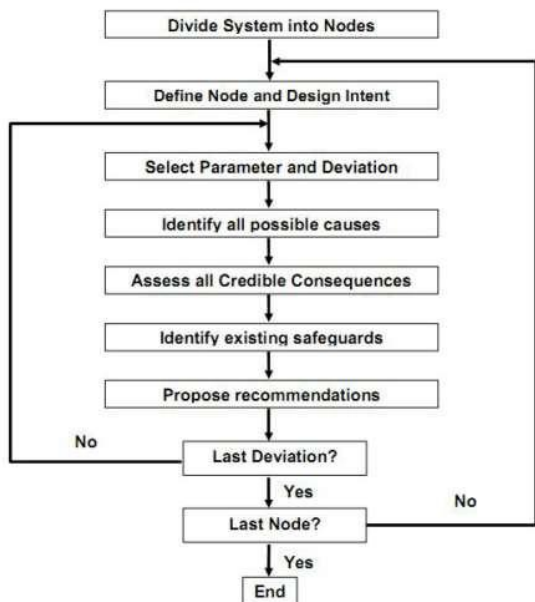 Divide System into Nodes
Define Node and Design Intent
Select Parameter and Deviation
Identify all possible causes
Assess all Credible Consequences
Identify existing safeguards
Propose recommendations
No
Last Deviation?
Yes
No
Last Node?
Yes
End